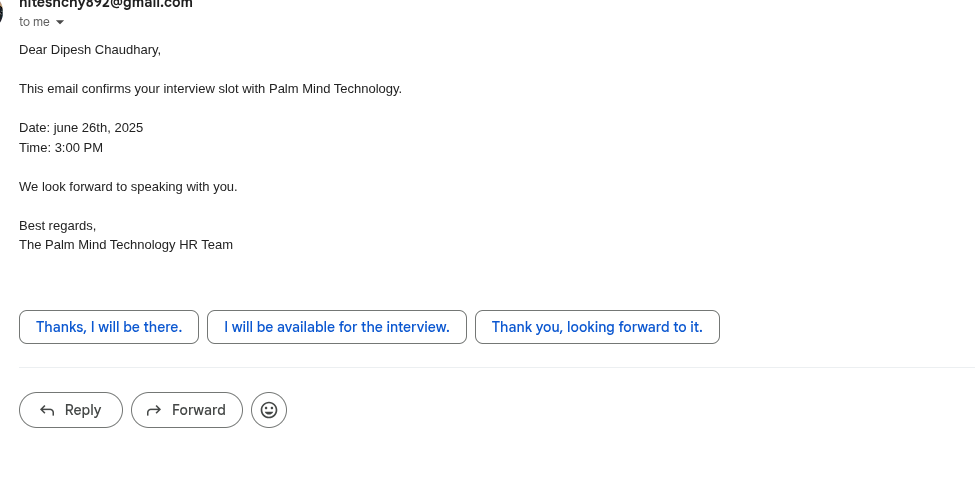 niteshchy892@gmail.com
to me
Dear Dipesh Chaudhary,
This email confirms your interview slot with Palm Mind Technology.
Date: june 26th, 2025
Time: 3:00 PM
We look forward to speaking with you.
Best regards,
The Palm Mind Technology HR Team
Thanks, I will be there. I will be available for the interview. Thank you, looking forward to it.
Reply Forward